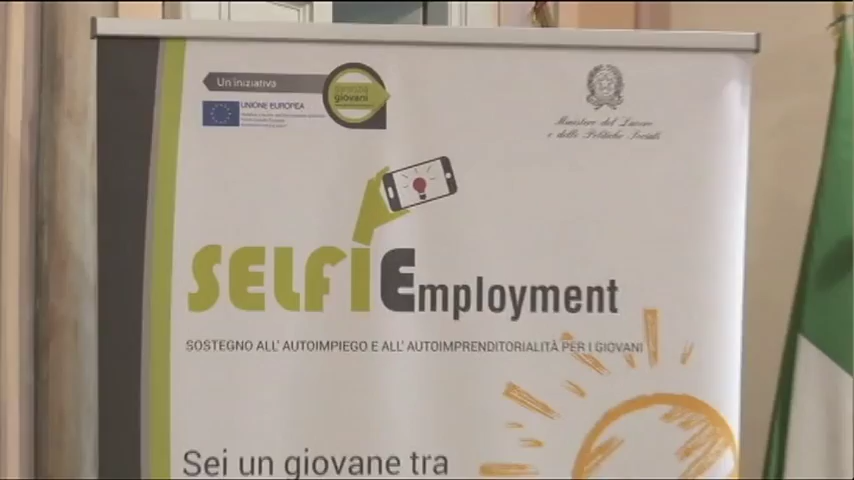 Un'iniziativa
giovani
UNIONE EUROPEA
Ministero del Lavoro
e delle Politiche Sociali
SELFIEmployment
SOSTEGNO ALL' AUTOIMPIEGO E ALL' AUTOIMPRENDITORIALITÀ PER I GIOVANI
Sei un giovane tra